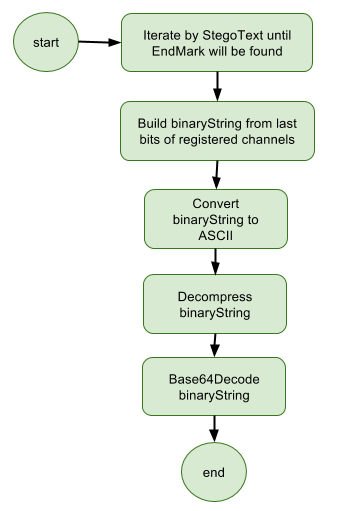 start
Iterate by StegoText until
EndMark will be found
Build binaryString from last
bits of registered channels
Convert
binaryString to
ASCII
Decompress
binaryString
Base64Decode
binaryString
end